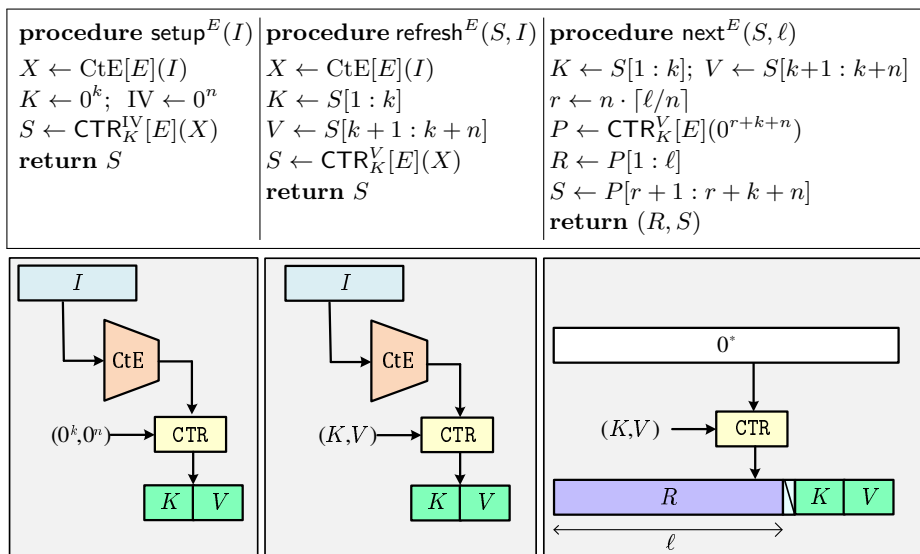 procedure setup^E(I)
X ← CtE[E](I)
K ← 0^k; IV ← 0^n
S ← CTR_K^IV[E](X)
return S
procedure refresh^E(S, I)
X ← CtE[E](I)
K ← S[1 : k]
V ← S[k + 1 : k + n]
S ← CTR_K^V[E](X)
return S
procedure next^E(S, ℓ)
K ← S[1 : k]; V ← S[k+1 : k+n]
r ← n · ⌈ℓ/n⌉
P ← CTR_K^V[E](0^{r+k+n})
R ← P[1 : ℓ]
S ← P[r + 1 : r + k + n]
return (R, S)
I
CtE
(0^k,0^n)
CTR
K V
I
CtE
(K,V)
CTR
K V
0^*
(K,V)
CTR
R K V
ℓ